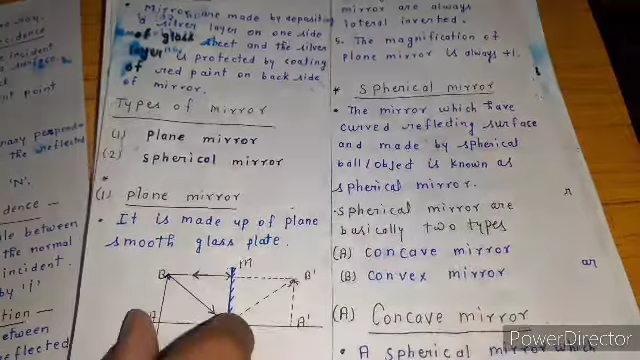 • Mirror are made by depositing
a silver layer on one side
of glass sheet and the silver
layer is protected by coating
of red paint on back side
of mirror.
Types of mirror
(1) plane mirror
(2) spherical mirror
*
(1) plane mirror
• It is made up of plane
smooth glass plate.
B m B'
A A'
mirror are always
lateral inverted.
5. The magnification of
plane mirror is always +1.
* Spherical mirror
• The mirror which have
curved reflecting surface
and made by spherical
ball/object is known as
spherical mirror.
• spherical mirror are
basically two types
(A) concave mirror
(B) convex mirror
(A) Concave mirror
• A spherical mirror which
incident
point
the reflected
'N'.
between
the normal
incident
by 'i'
between
reflected
ar
PowerDirector